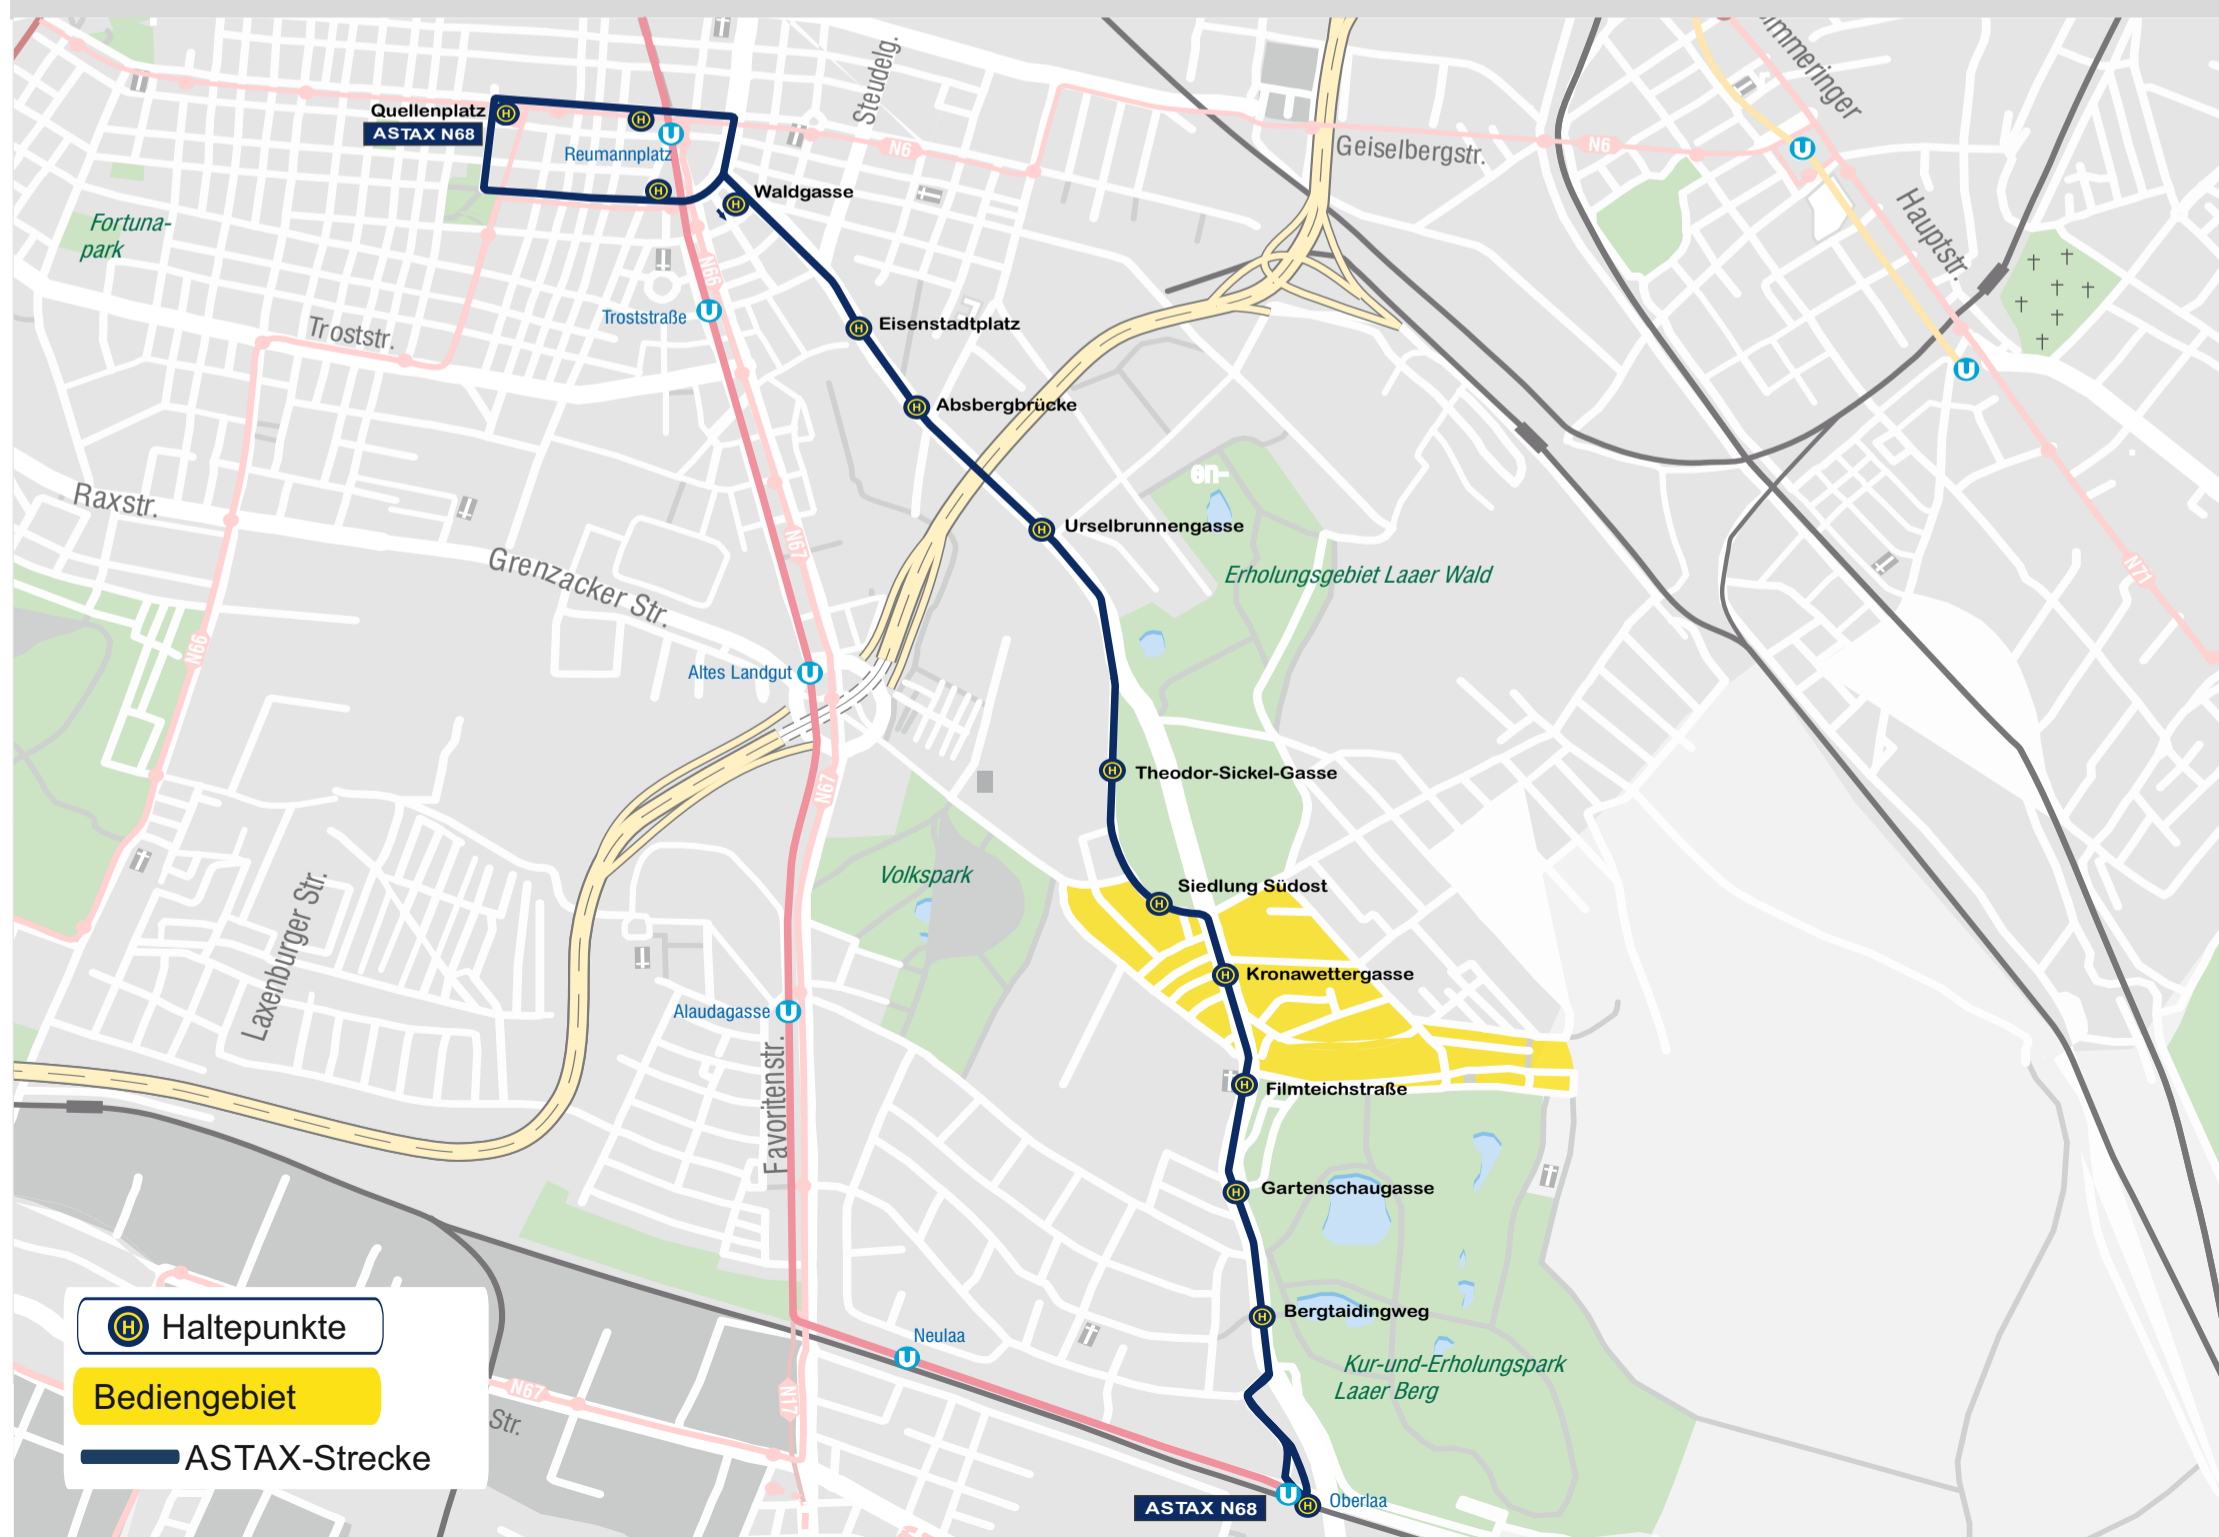 Simmeringer
Steudelg.
Quellenplatz
ASTAX N68
H
H
U
Reumannplatz
N6
Geiselbergstr.
N6
U
H
Waldgasse
H
Hauptstr.
Fortuna-
park
N66
Troststraße
U
Troststr.
H
Eisenstadtplatz
U
H
Absbergbrücke
en-
Raxstr.
Grenzacker Str.
N67
H
Urselbrunnengasse
Erholungsgebiet Laaer Wald
N71
N66
Altes Landgut
U
N67
H
Theodor-Sickel-Gasse
Volkspark
Laxenburger Str.
H
Siedlung Südost
H
Kronawettergasse
Alaudagasse
U
Favoritenstr.
H
Filmteichstraße
H
Gartenschaugasse
H
Bergtaidingweg
Neulaa
U
Kur-und-Erholungspark
Laaer Berg
N67
N17
Str.
H Haltepunkte
Bediengebiet
ASTAX-Strecke
ASTAX N68
U
H
Oberlaa